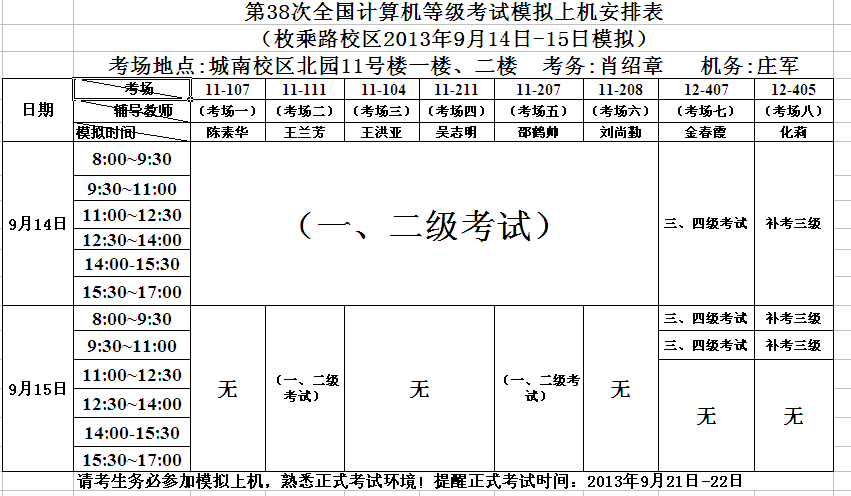 第38次全国计算机等级考试模拟上机安排表
（枚乘路校区2013年9月14日-15日模拟）
考场地点:城南校区北园11号楼一楼、二楼 考务:肖绍章 机务:庄军
日期 考场 11-107 11-111 11-104 11-211 11-207 11-208 12-407 12-405
辅导教师 （考场一） （考场二） （考场三） （考场四） （考场五） （考场六） （考场七） （考场八）
模拟时间 陈素华 王兰芳 王洪亚 吴志明 邵鹤帅 刘尚勤 金春霞 化莉
9月14日 8:00~9:30 （一、二级考试） 三、四级考试 补考三级
9:30~11:00
11:00~12:30
12:30~14:00
14:00-15:30
15:30~17:00
9月15日 8:00~9:30 无 （一、二级 无 （一、二级考 无 三、四级考试 补考三级
考试） 试）
9:30~11:00 三、四级考试 补考三级
11:00~12:30 无 无
12:30~14:00
14:00-15:30
15:30~17:00
请考生务必参加模拟上机，熟悉正式考试环境！提醒正式考试时间：2013年9月21日-22日